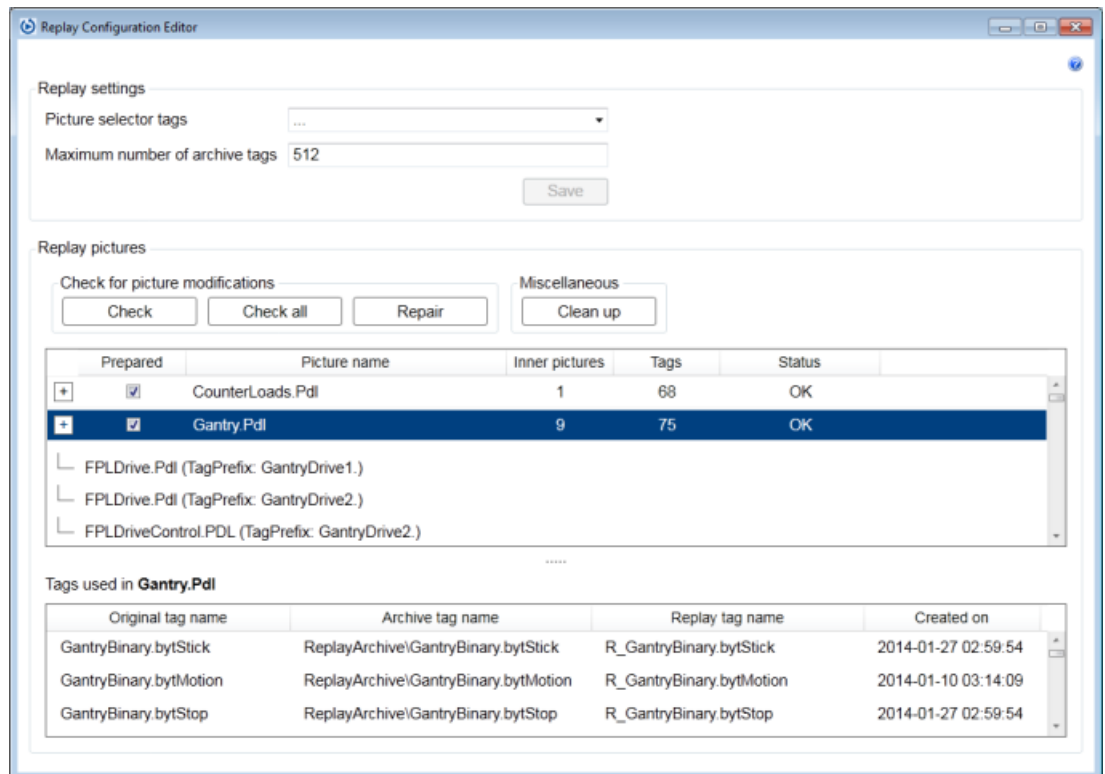 Replay Configuration Editor
Replay settings
Picture selector tags ...
Maximum number of archive tags 512
Save
Replay pictures
Check for picture modifications Miscellaneous
Check Check all Repair Clean up
Prepared Picture name Inner pictures Tags Status
+ CounterLoads.Pdl 1 68 OK
+ Gantry.Pdl 9 75 OK
FPLDrive.Pdl (TagPrefix: GantryDrive1.)
FPLDrive.Pdl (TagPrefix: GantryDrive2.)
FPLDriveControl.PDL (TagPrefix: GantryDrive2.)
.....
Tags used in Gantry.Pdl
Original tag name Archive tag name Replay tag name Created on
GantryBinary.bytStick ReplayArchive\GantryBinary.bytStick R_GantryBinary.bytStick 2014-01-27 02:59:54
GantryBinary.bytMotion ReplayArchive\GantryBinary.bytMotion R_GantryBinary.bytMotion 2014-01-10 03:14:09
GantryBinary.bytStop ReplayArchive\GantryBinary.bytStop R_GantryBinary.bytStop 2014-01-27 02:59:54